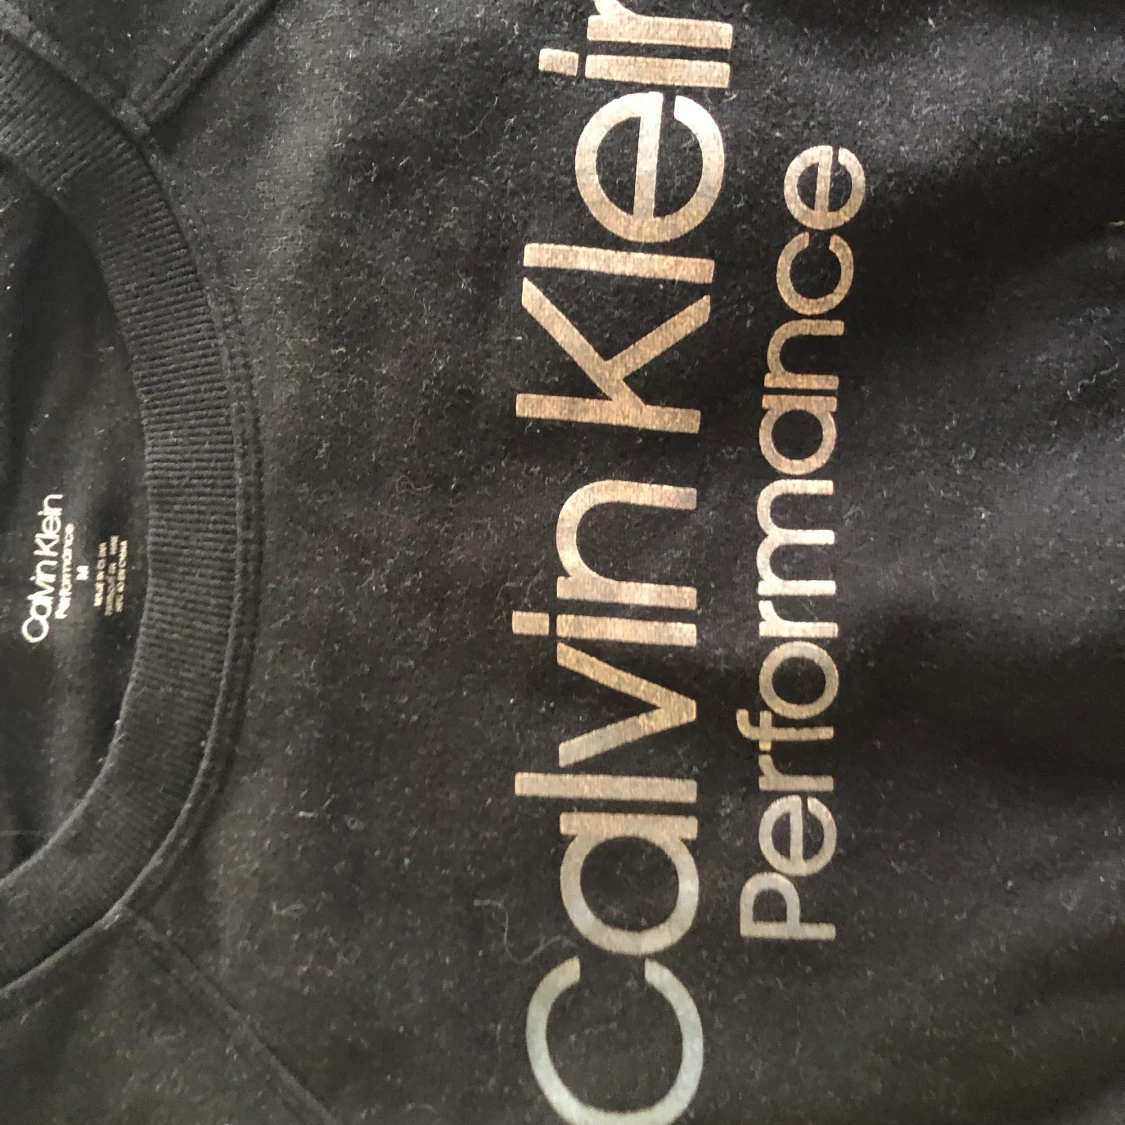 Calvin Klein
Performance
M
Calvin Klein
Performance